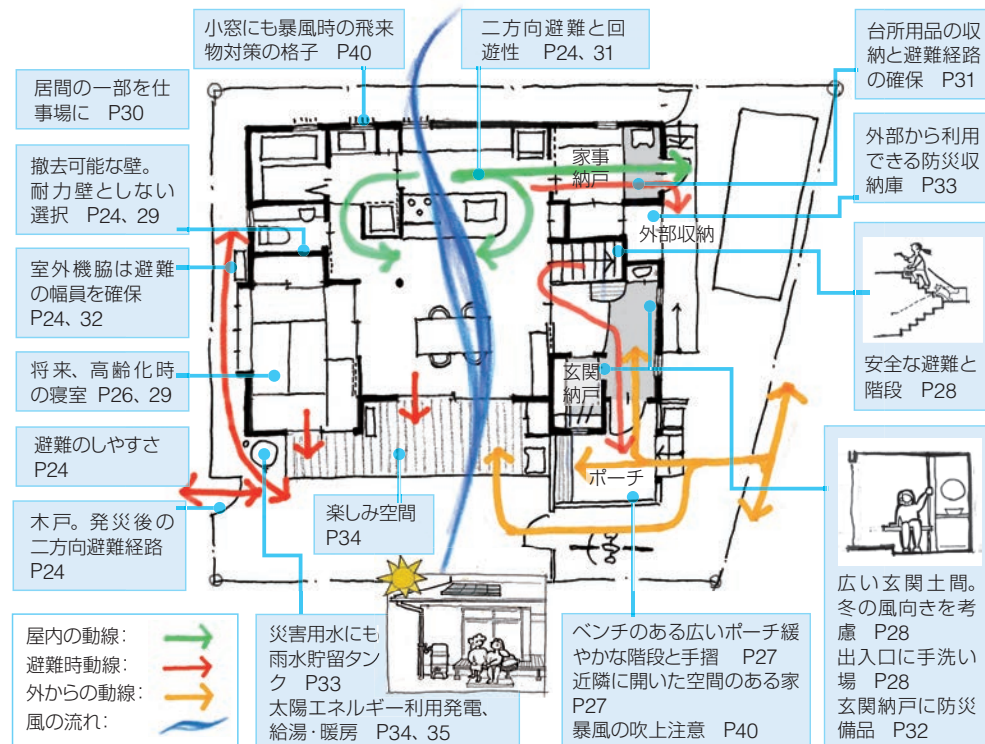 小窓にも暴風時の飛来
物対策の格子　P40
二方向避難と回
遊性　P24、31
台所用品の収
納と避難経路
の確保　P31
居間の一部を仕
事場に　P30
撤去可能な壁。
耐力壁としない
選択　P24、29
室外機脇は避難
の幅員を確保
P24、32
将来、高齢化時
の寝室　P26、29
避難のしやすさ
P24
木戸。発災後の
二方向避難経路
P24
外部から利用
できる防災収
納庫　P33
家事
納戸
外部収納
玄関
納戸
ポーチ
安全な避難と
階段　P28
楽しみ空間
P34
広い玄関土間。
冬の風向きを考
慮　P28
出入口に手洗い
場　P28
玄関納戸に防災
備品　P32
屋内の動線：
避難時動線：
外からの動線：
風の流れ：
災害用水にも
雨水貯留タン
ク　P33
太陽エネルギー利用発電、
給湯・暖房　P34、35
ベンチのある広いポーチ緩
やかな階段と手摺　P27
近隣に開いた空間のある家
P27
暴風の吹上注意　P40